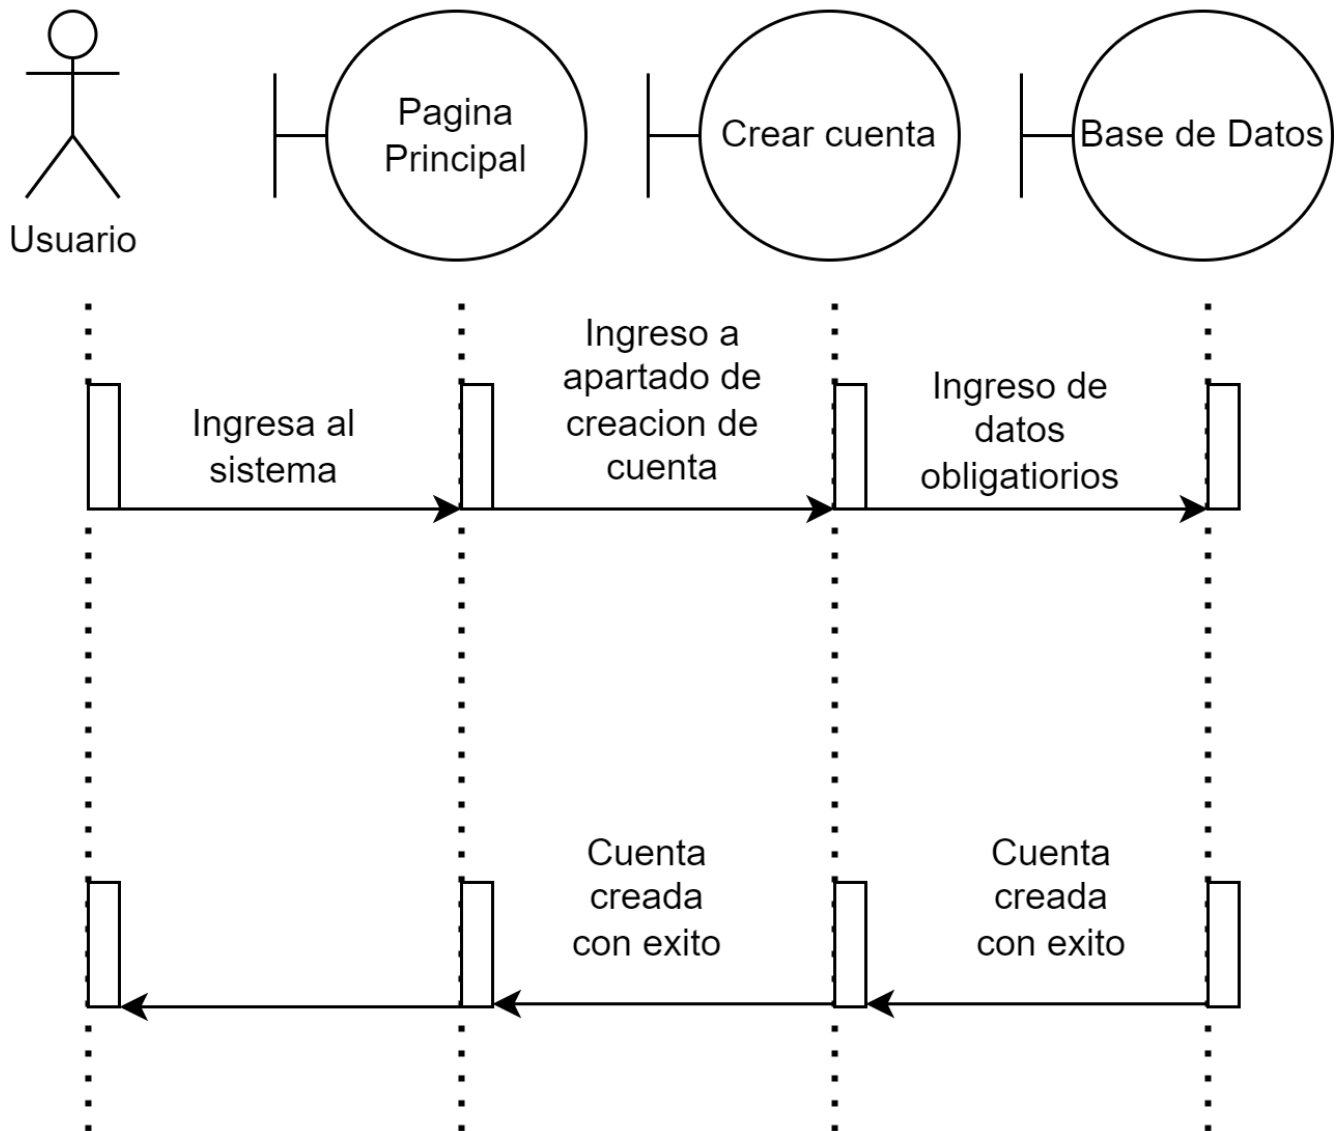 Pagina
Principal
Crear cuenta
Base de Datos
Usuario
Ingresa al
sistema
Ingreso a
apartado de
creacion de
cuenta
Ingreso de
datos
obligatiorios
Cuenta
creada
con exito
Cuenta
creada
con exito